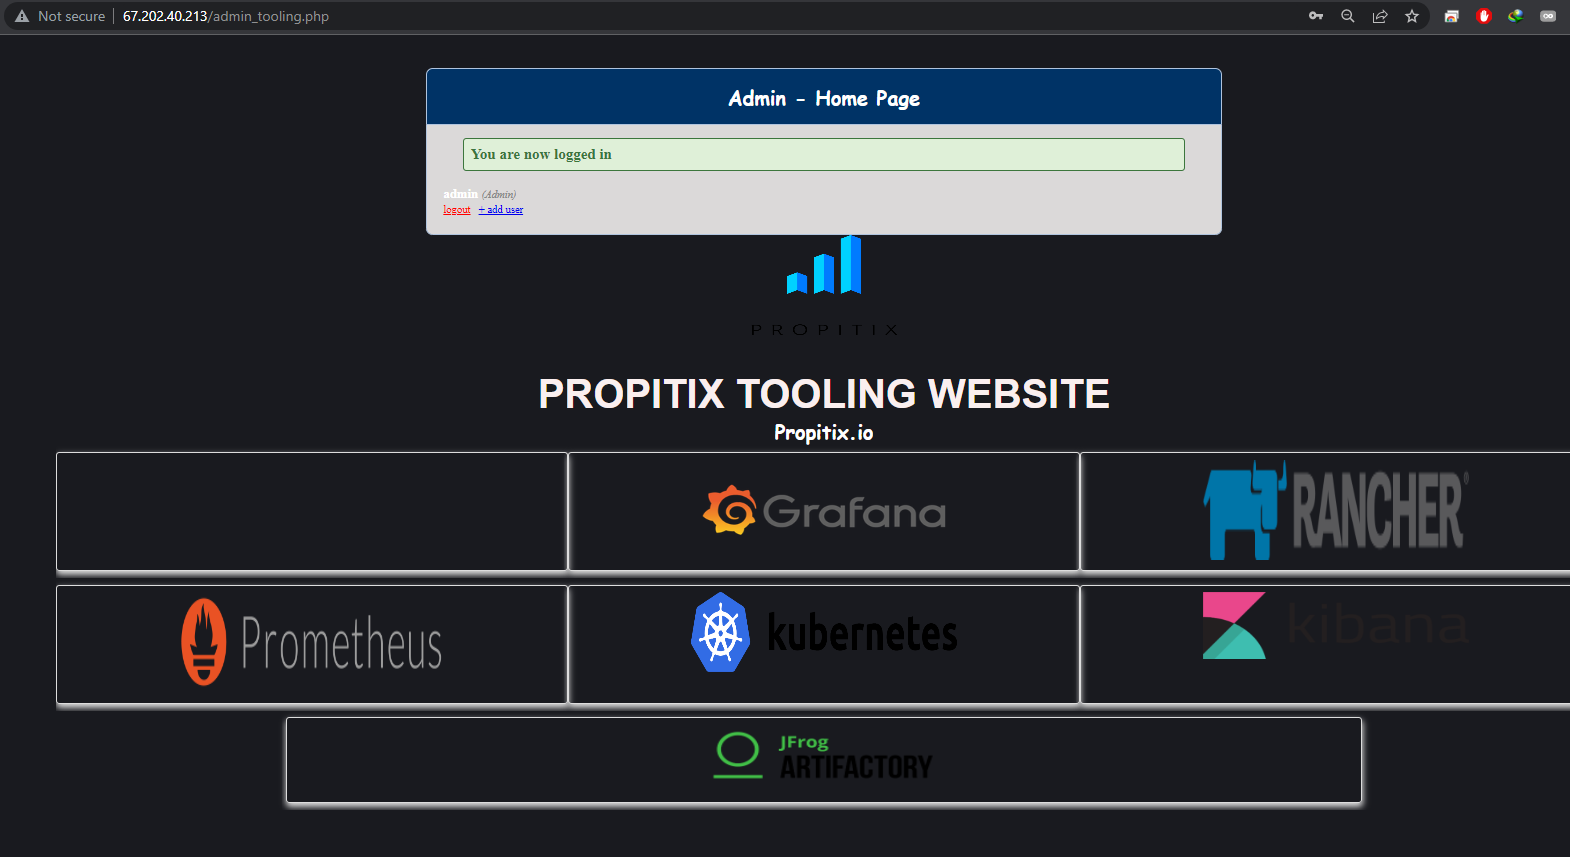 Not secure 67.202.40.213/admin_tooling.php
Admin - Home Page
You are now logged in
admin (Admin)
logout + add user
PROPITIX
PROPITIX TOOLING WEBSITE
Propitix.io
Grafana
RANCHER®
Prometheus
kubernetes
kibana
JFrog
ARTIFACTORY